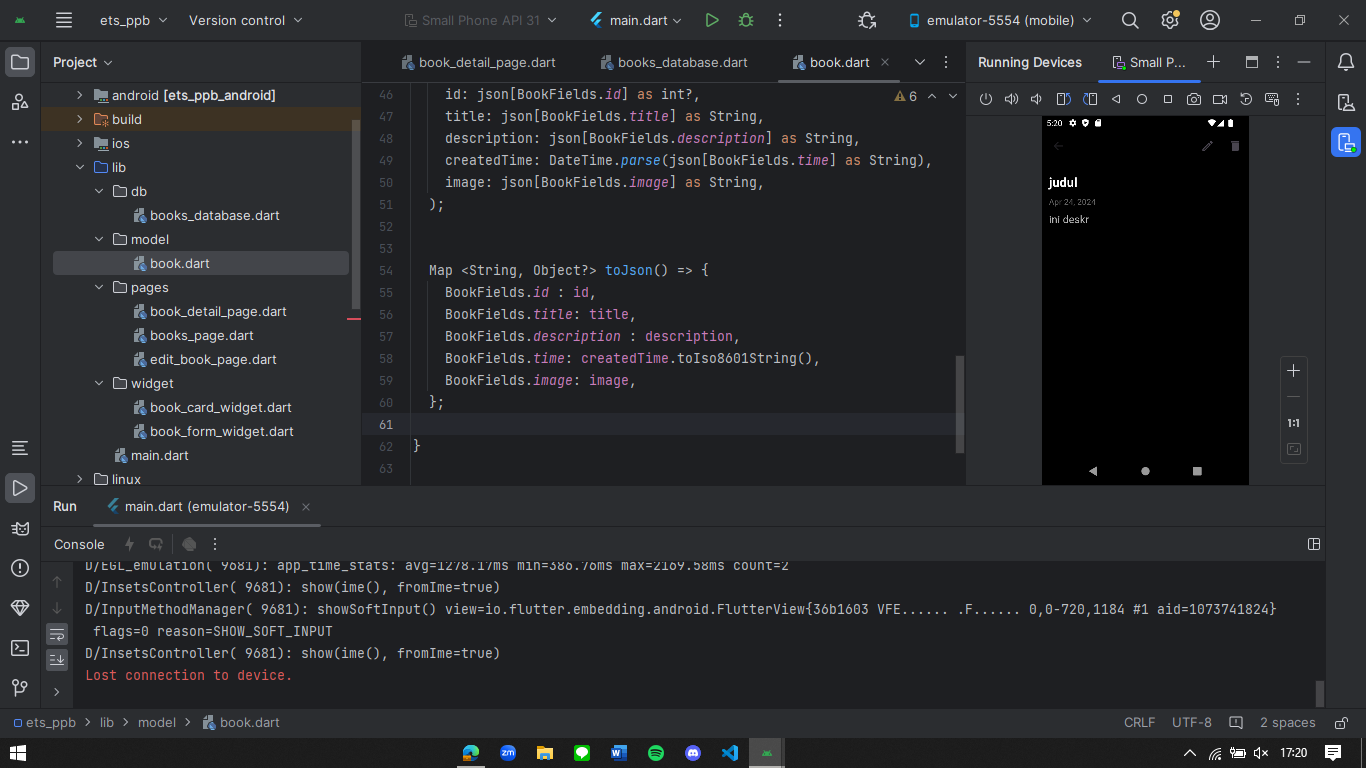 ets_ppb
Version control
Small Phone API 31
main.dart
emulator-5554 (mobile)
Project
book_detail_page.dart
books_database.dart
book.dart
Running Devices
Small P...
android [ets_ppb_android]
build
ios
lib
db
books_database.dart
model
book.dart
pages
book_detail_page.dart
books_page.dart
edit_book_page.dart
widget
book_card_widget.dart
book_form_widget.dart
main.dart
linux
6
46 id: json[BookFields.id] as int?,
47 title: json[BookFields.title] as String,
48 description: json[BookFields.description] as String,
49 createdTime: DateTime.parse(json[BookFields.time] as String),
50 image: json[BookFields.image] as String,
51 );
52
53
54 Map <String, Object?> toJson() => {
55 BookFields.id : id,
56 BookFields.title: title,
57 BookFields.description : description,
58 BookFields.time: createdTime.toIso8601String(),
59 BookFields.image: image,
60 };
61
62 }
63
5:20
judul
Apr 24, 2024
ini deskr
1:1
Run
main.dart (emulator-5554)
Console
D/EGL_emulation( 9681): app_time_stats: avg=1278.17ms min=386.76ms max=2169.58ms count=2
D/InsetsController( 9681): show(ime(), fromIme=true)
D/InputMethodManager( 9681): showSoftInput() view=io.flutter.embedding.android.FlutterView{36b1603 VFE...... .F...... 0,0-720,1184 #1 aid=1073741824}
flags=0 reason=SHOW_SOFT_INPUT
D/InsetsController( 9681): show(ime(), fromIme=true)
Lost connection to device.
ets_ppb > lib > model > book.dart
CRLF
UTF-8
2 spaces
zm
17:20